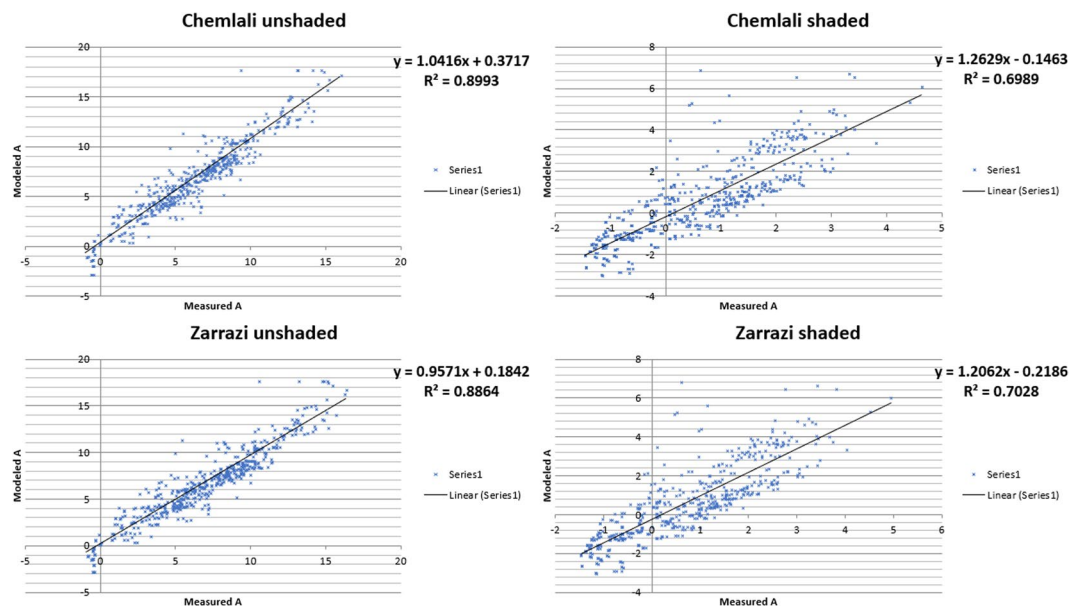 Chemlali unshaded
20
15
10
5
0
-5
-5
0
5
10
15
20
Modeled A
Measured A
y = 1.0416x + 0.3717
R² = 0.8993
Series1
Linear (Series1)
Chemlali shaded
8
6
4
2
0
-2
-4
-2
-1
0
1
2
3
4
5
Modeled A
Measured A
y = 1.2629x - 0.1463
R² = 0.6989
Series1
Linear (Series1)
Zarrazi unshaded
20
15
10
5
0
-5
-5
0
5
10
15
20
Modeled A
Measured A
y = 0.9571x + 0.1842
R² = 0.8864
Series1
Linear (Series1)
Zarrazi shaded
8
6
4
2
0
-2
-4
-2
-1
0
1
2
3
4
5
6
Modeled A
Measured A
y = 1.2062x - 0.2186
R² = 0.7028
Series1
Linear (Series1)